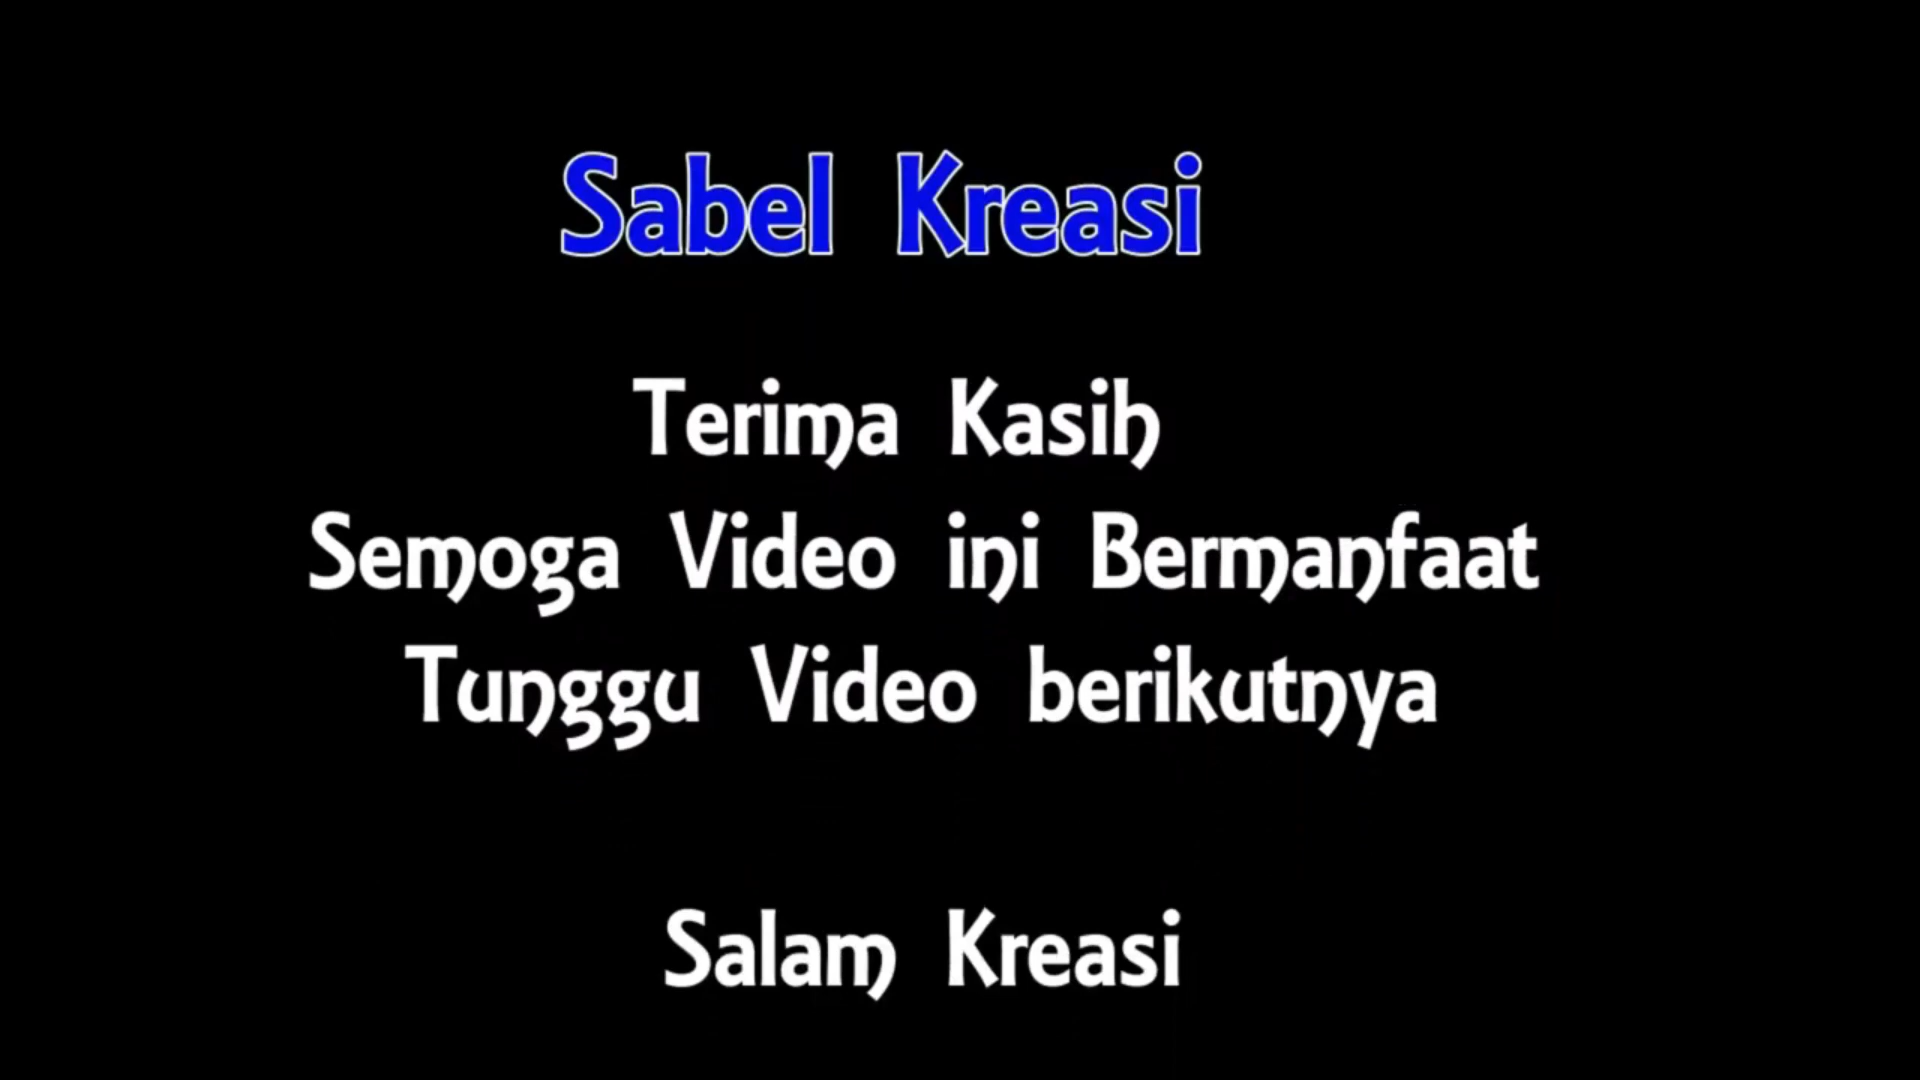 Sabel Kreasi
Terima Kasih
Semoga Video ini Bermanfaat
Tunggu Video berikutnya
Salam Kreasi